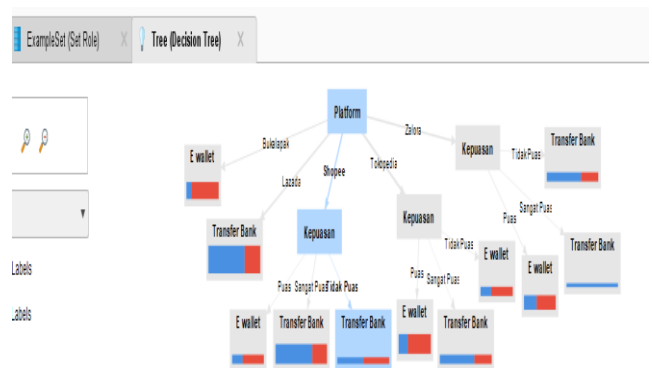 ExampleSet (Set Role)
Tree (Decision Tree)
Platform
Bukalapak
Lazada
Shopee
Tokopedia
Zalora
E wallet
Transfer Bank
Kepuasan
Kepuasan
Kepuasan
Tidak Puas
Sangat Puas
Puas
Transfer Bank
Transfer Bank
E wallet
Tidak Puas
Sangat Puas
Puas
E wallet
Puas
Sangat Puas
Tidak Puas
E wallet
Transfer Bank
Transfer Bank
E wallet
Transfer Bank
Labels
Labels